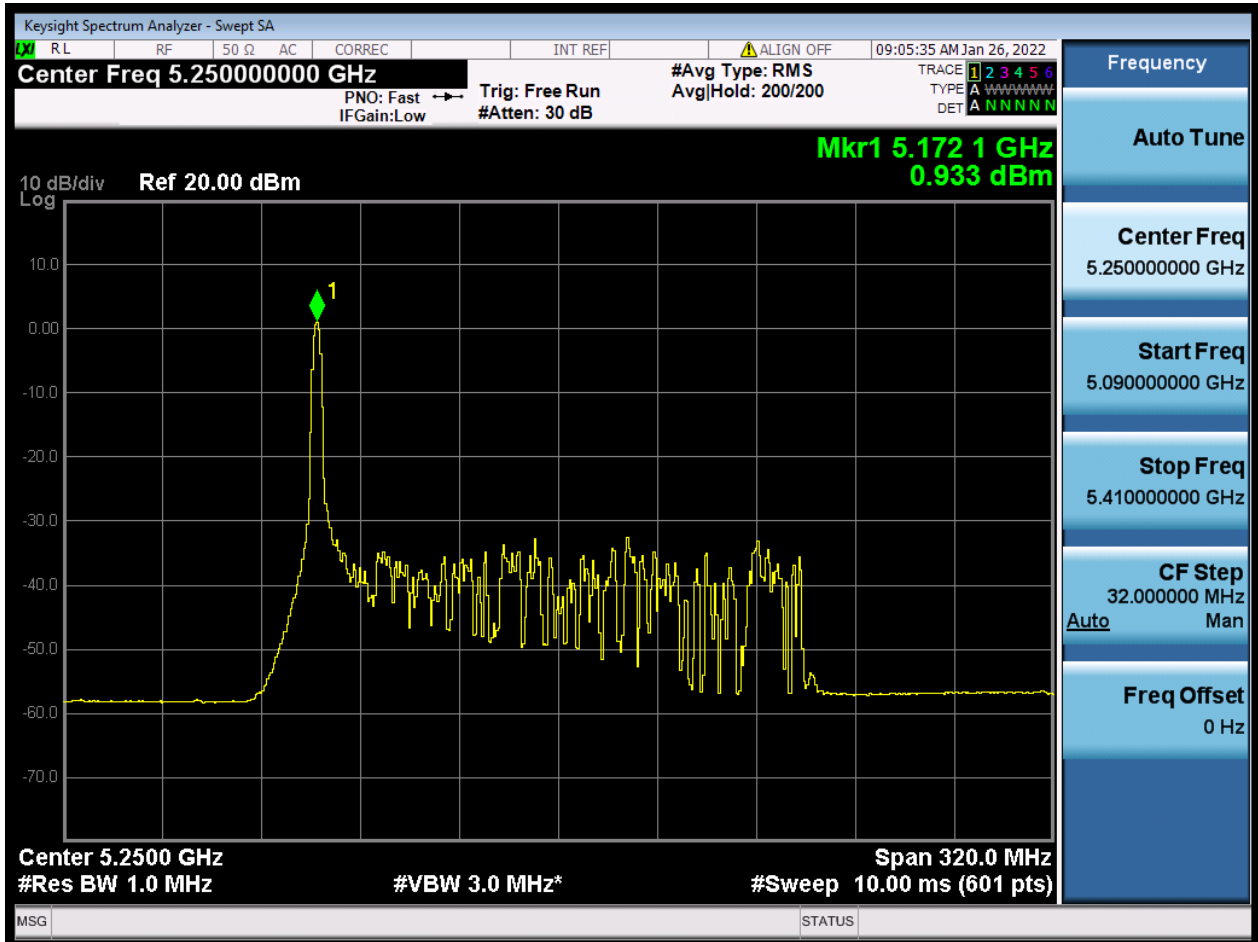 Keysight Spectrum Analyzer - Swept SA
LXI RL RF 50 Ω AC CORREC INT REF ALIGN OFF 09:05:35 AM Jan 26, 2022
Center Freq 5.250000000 GHz
PNO: Fast
IFGain:Low
Trig: Free Run
#Atten: 30 dB
#Avg Type: RMS
Avg|Hold: 200/200
TRACE 1 2 3 4 5 6
TYPE A WWWWW
DET A N N N N N
Mkr1 5.172 1 GHz
0.933 dBm
10 dB/div Ref 20.00 dBm
Log
1
10.0
0.00
-10.0
-20.0
-30.0
-40.0
-50.0
-60.0
-70.0
Center 5.2500 GHz Span 320.0 MHz
#Res BW 1.0 MHz #VBW 3.0 MHz* #Sweep 10.00 ms (601 pts)
MSG STATUS
Frequency
Auto Tune
Center Freq
5.250000000 GHz
Start Freq
5.090000000 GHz
Stop Freq
5.410000000 GHz
CF Step
32.000000 MHz
Auto Man
Freq Offset
0 Hz